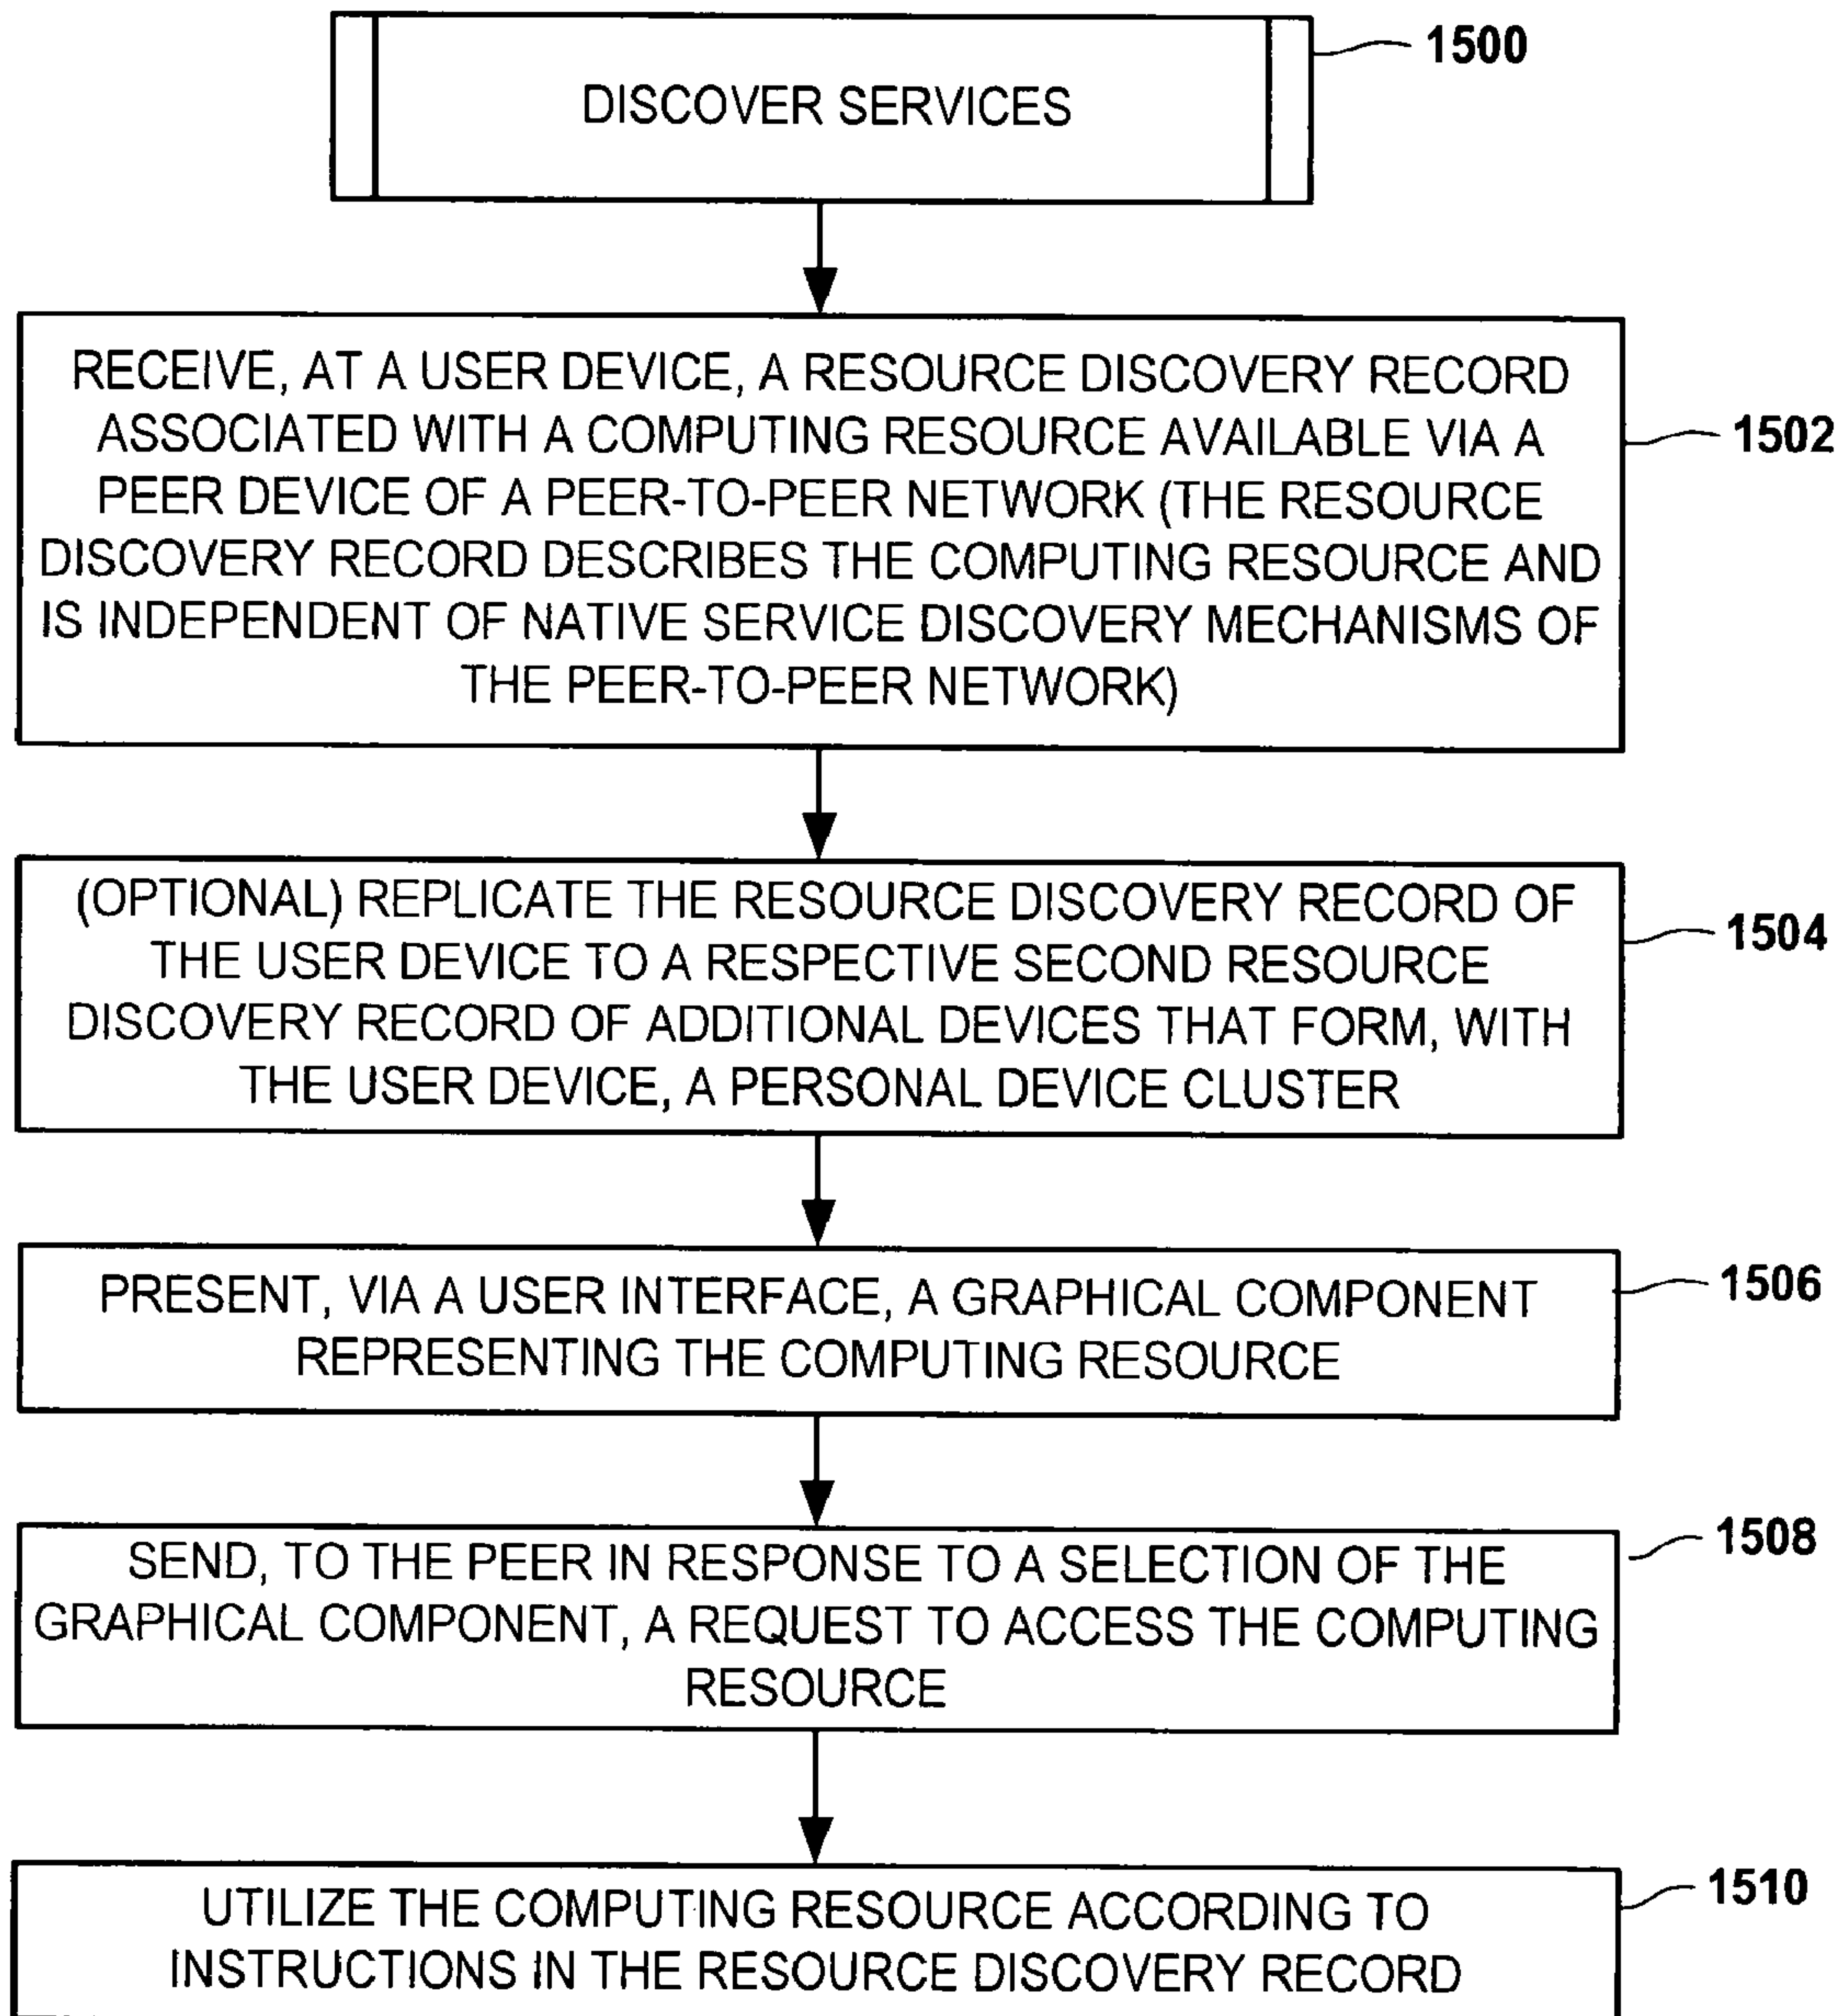 1500
DISCOVER SERVICES
RECEIVE, AT A USER DEVICE, A RESOURCE DISCOVERY RECORD
ASSOCIATED WITH A COMPUTING RESOURCE AVAILABLE VIA A
PEER DEVICE OF A PEER-TO-PEER NETWORK (THE RESOURCE
DISCOVERY RECORD DESCRIBES THE COMPUTING RESOURCE AND
IS INDEPENDENT OF NATIVE SERVICE DISCOVERY MECHANISMS OF
THE PEER-TO-PEER NETWORK)
1502
(OPTIONAL) REPLICATE THE RESOURCE DISCOVERY RECORD OF
THE USER DEVICE TO A RESPECTIVE SECOND RESOURCE
DISCOVERY RECORD OF ADDITIONAL DEVICES THAT FORM, WITH
THE USER DEVICE, A PERSONAL DEVICE CLUSTER
1504
PRESENT, VIA A USER INTERFACE, A GRAPHICAL COMPONENT
REPRESENTING THE COMPUTING RESOURCE
1506
SEND, TO THE PEER IN RESPONSE TO A SELECTION OF THE
GRAPHICAL COMPONENT, A REQUEST TO ACCESS THE COMPUTING
RESOURCE
1508
UTILIZE THE COMPUTING RESOURCE ACCORDING TO
INSTRUCTIONS IN THE RESOURCE DISCOVERY RECORD
1510